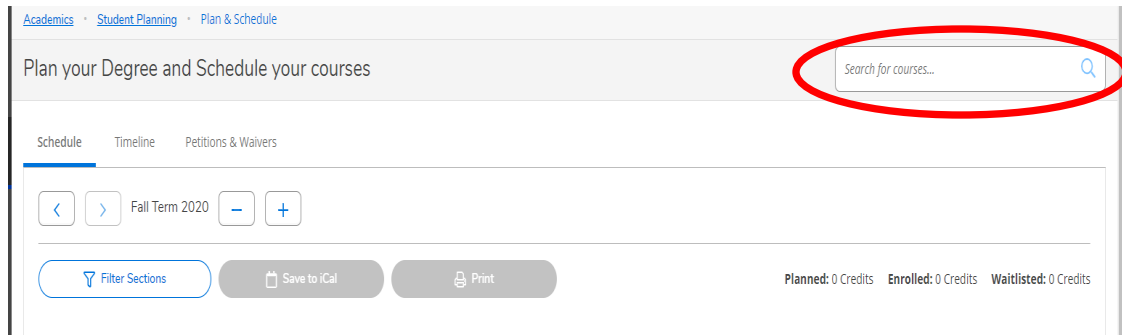 Academics · Student Planning · Plan & Schedule
Plan your Degree and Schedule your courses
Search for courses...
Schedule Timeline Petitions & Waivers
Fall Term 2020
Filter Sections Save to iCal Print Planned: 0 Credits Enrolled: 0 Credits Waitlisted: 0 Credits